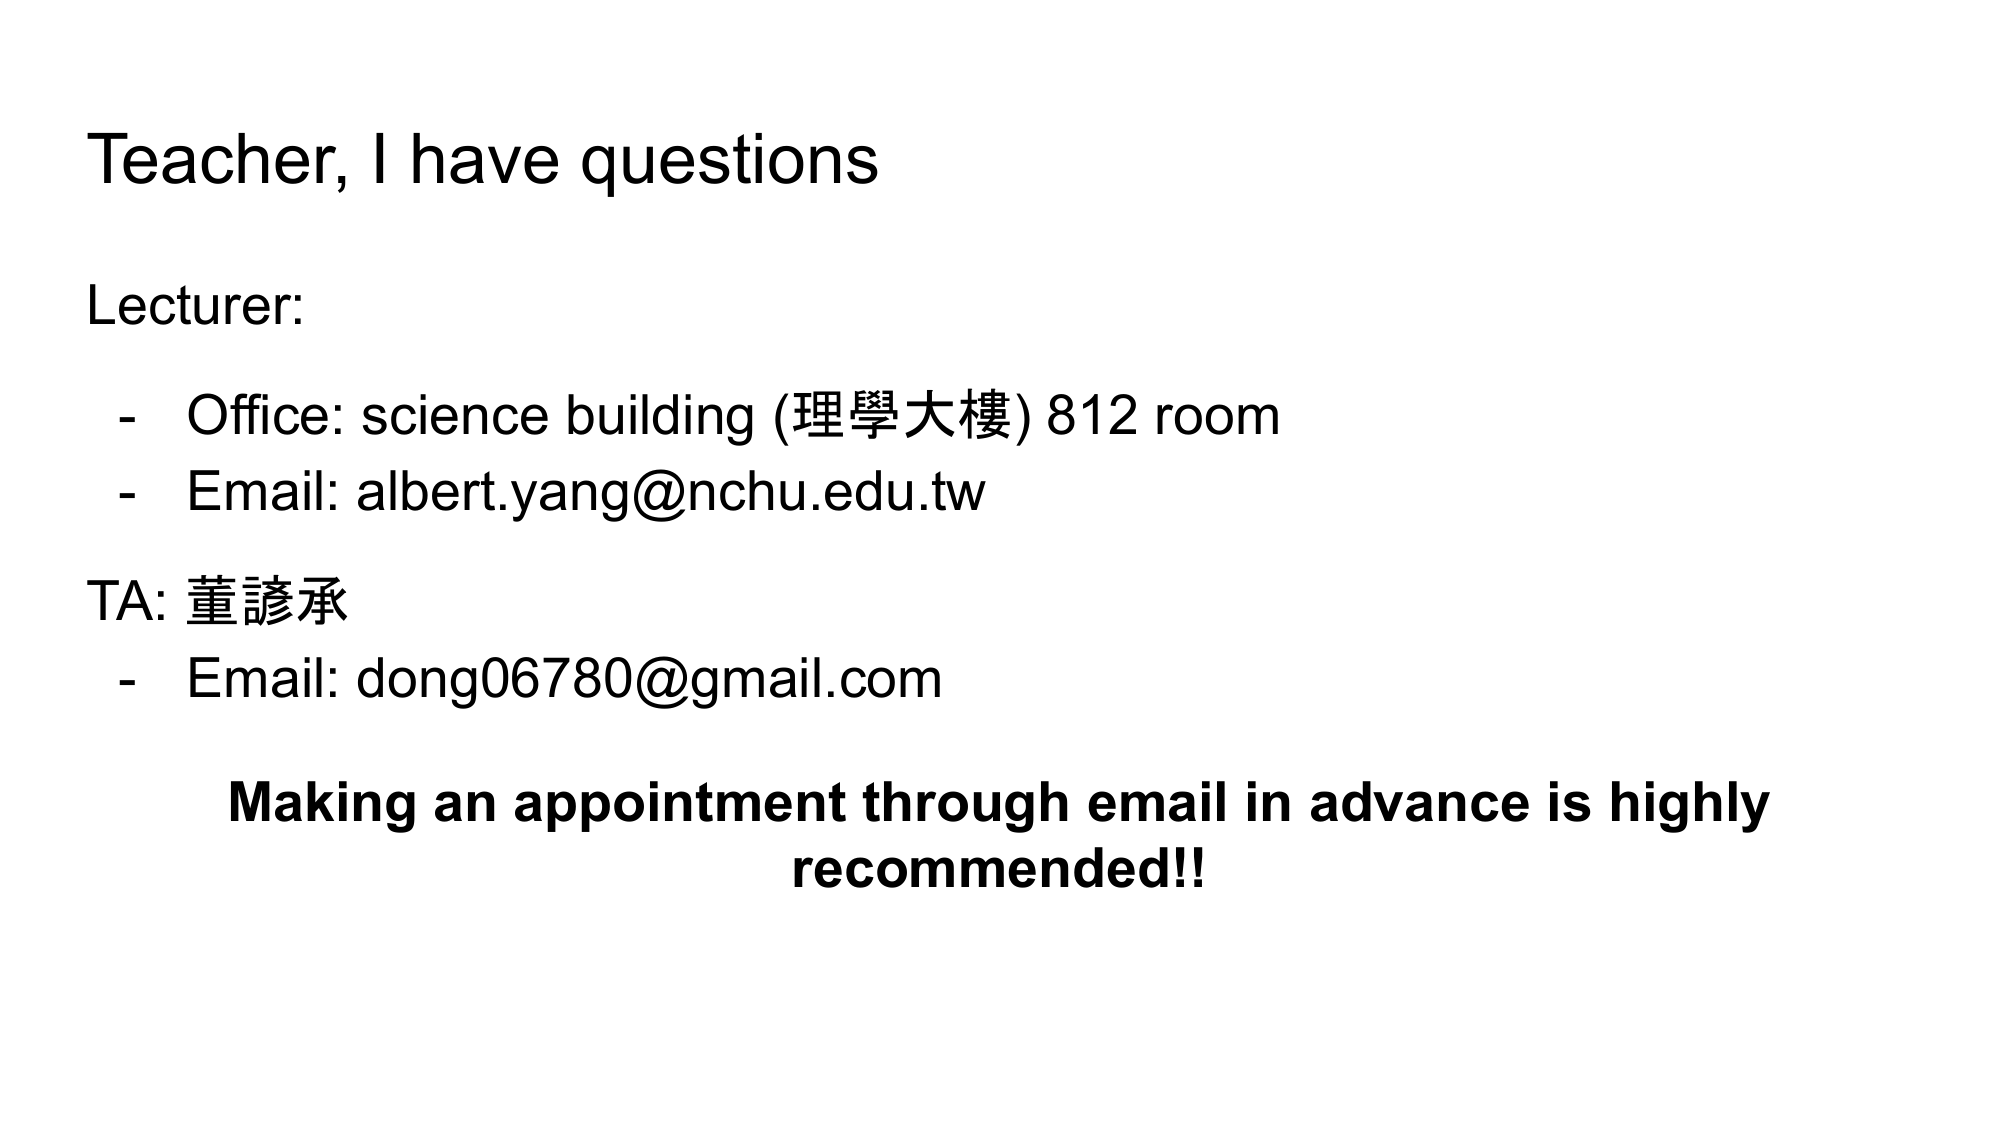 Teacher, I have questions
Lecturer:
- Office: science building (理學大樓) 812 room
- Email: albert.yang@nchu.edu.tw
TA: 董諺承
- Email: dong06780@gmail.com
Making an appointment through email in advance is highly
recommended!!